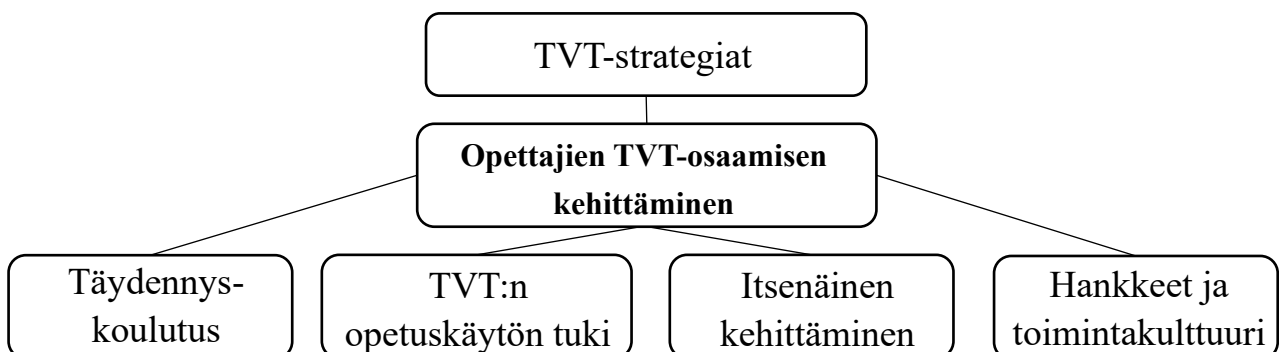 TVT-strategiat
Opettajien TVT-osaamisen
kehittäminen
Täydennys-
koulutus
TVT:n
opetuskäytön tuki
Itsenäinen
kehittäminen
Hankkeet ja
toimintakulttuuri